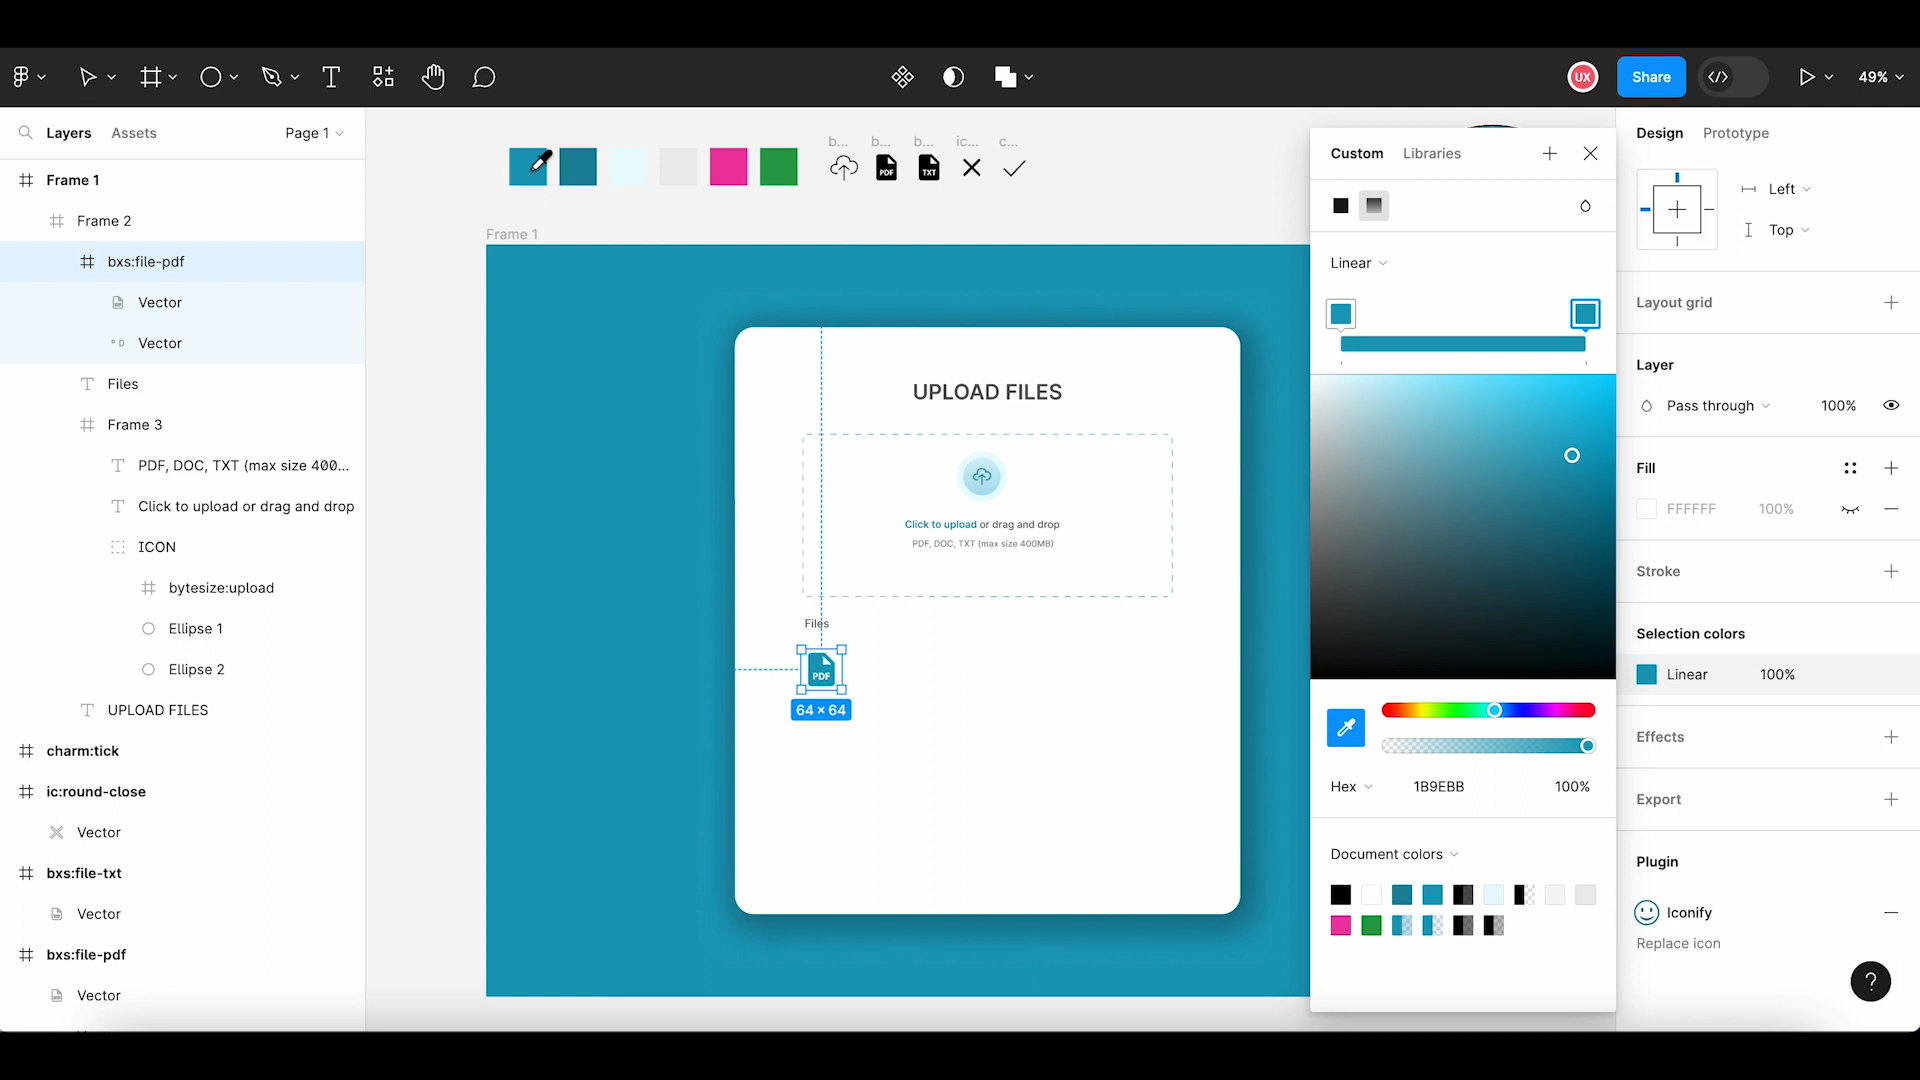 UX
Share
49%
Layers
Assets
Page 1
Frame 1
Frame 2
bxs:file-pdf
Vector
Vector
Files
Frame 3
PDF, DOC, TXT (max size 400...
Click to upload or drag and drop
ICON
bytesize:upload
Ellipse 1
Ellipse 2
UPLOAD FILES
charm:tick
ic:round-close
Vector
bxs:file-txt
Vector
bxs:file-pdf
Vector
b...
b...
b...
ic...
c...
PDF
TXT
Frame 1
UPLOAD FILES
Click to upload or drag and drop
PDF, DOC, TXT (max size 400MB)
Files
PDF
64 × 64
Custom
Libraries
Linear
Hex
1B9EBB
100%
Document colors
Design
Prototype
Left
Top
Layout grid
Layer
Pass through
100%
Fill
FFFFFF
100%
Stroke
Selection colors
Linear
100%
Effects
Export
Plugin
Iconify
Replace icon
?